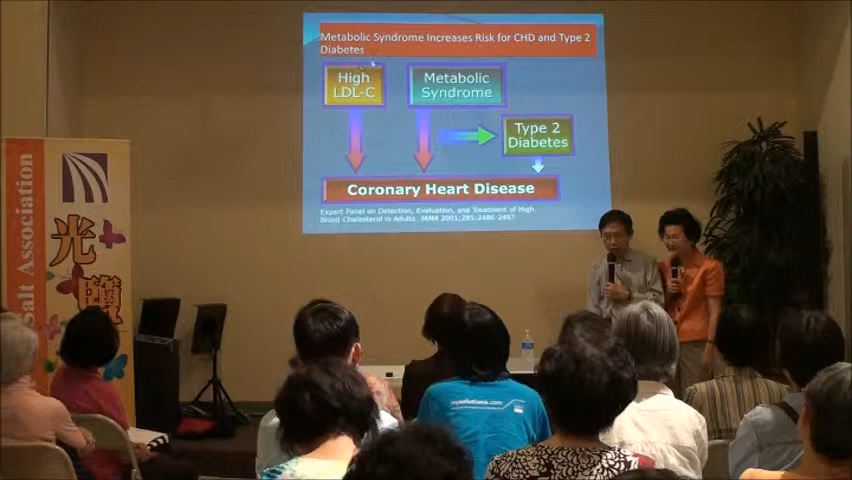 Metabolic Syndrome Increases Risk for CHD and Type 2
Diabetes
High
LDL-C
Metabolic
Syndrome
Type 2
Diabetes
Coronary Heart Disease
Expert Panel on Detection, Evaluation, and Treatment of High
Blood Cholesterol in Adults. JAMA 2001;285:2486-2497
alt Association
光
鹽